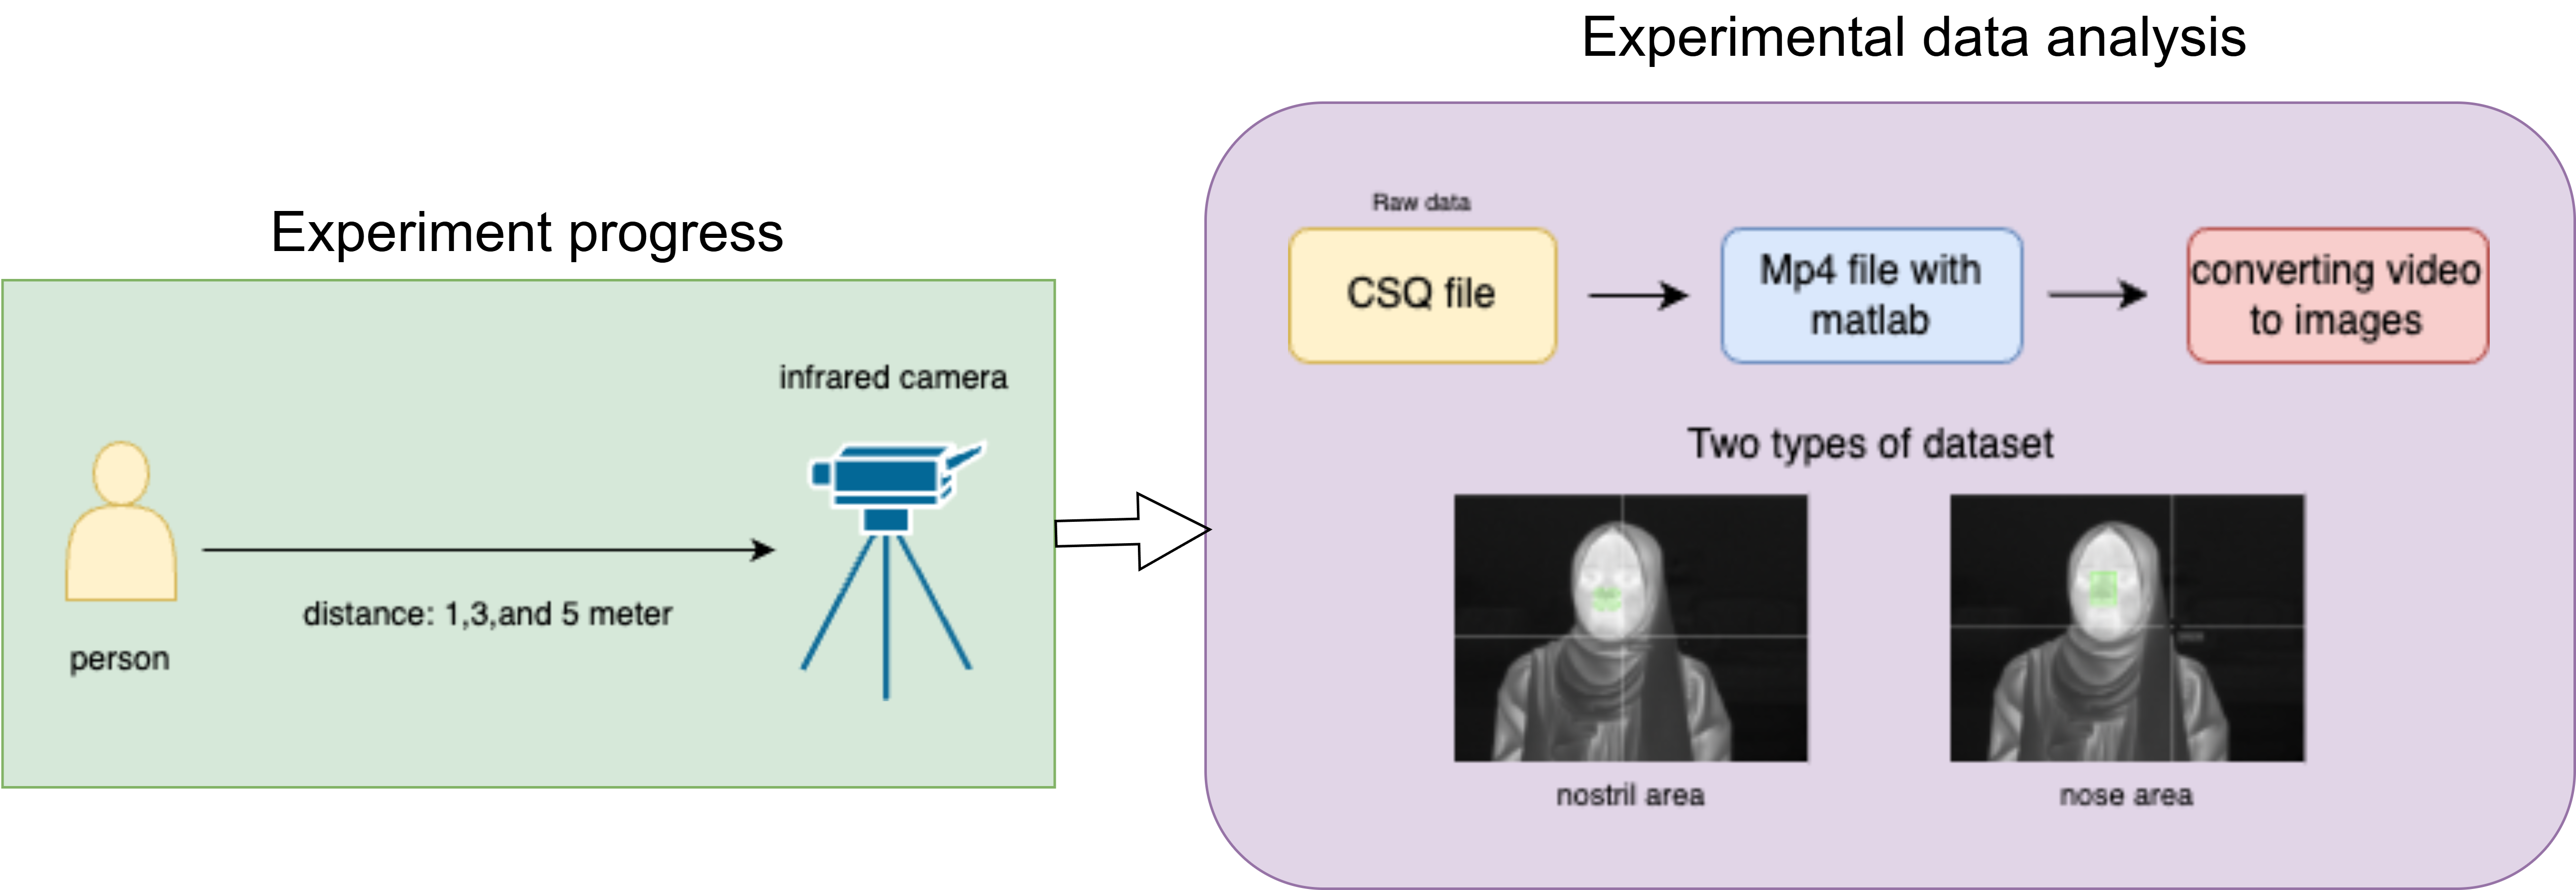 Experimental data analysis
Experiment progress
infrared camera
distance: 1,3,and 5 meter
person
Raw data
CSQ file
Mp4 file with
matlab
converting video
to images
Two types of dataset
nostril area
nose area